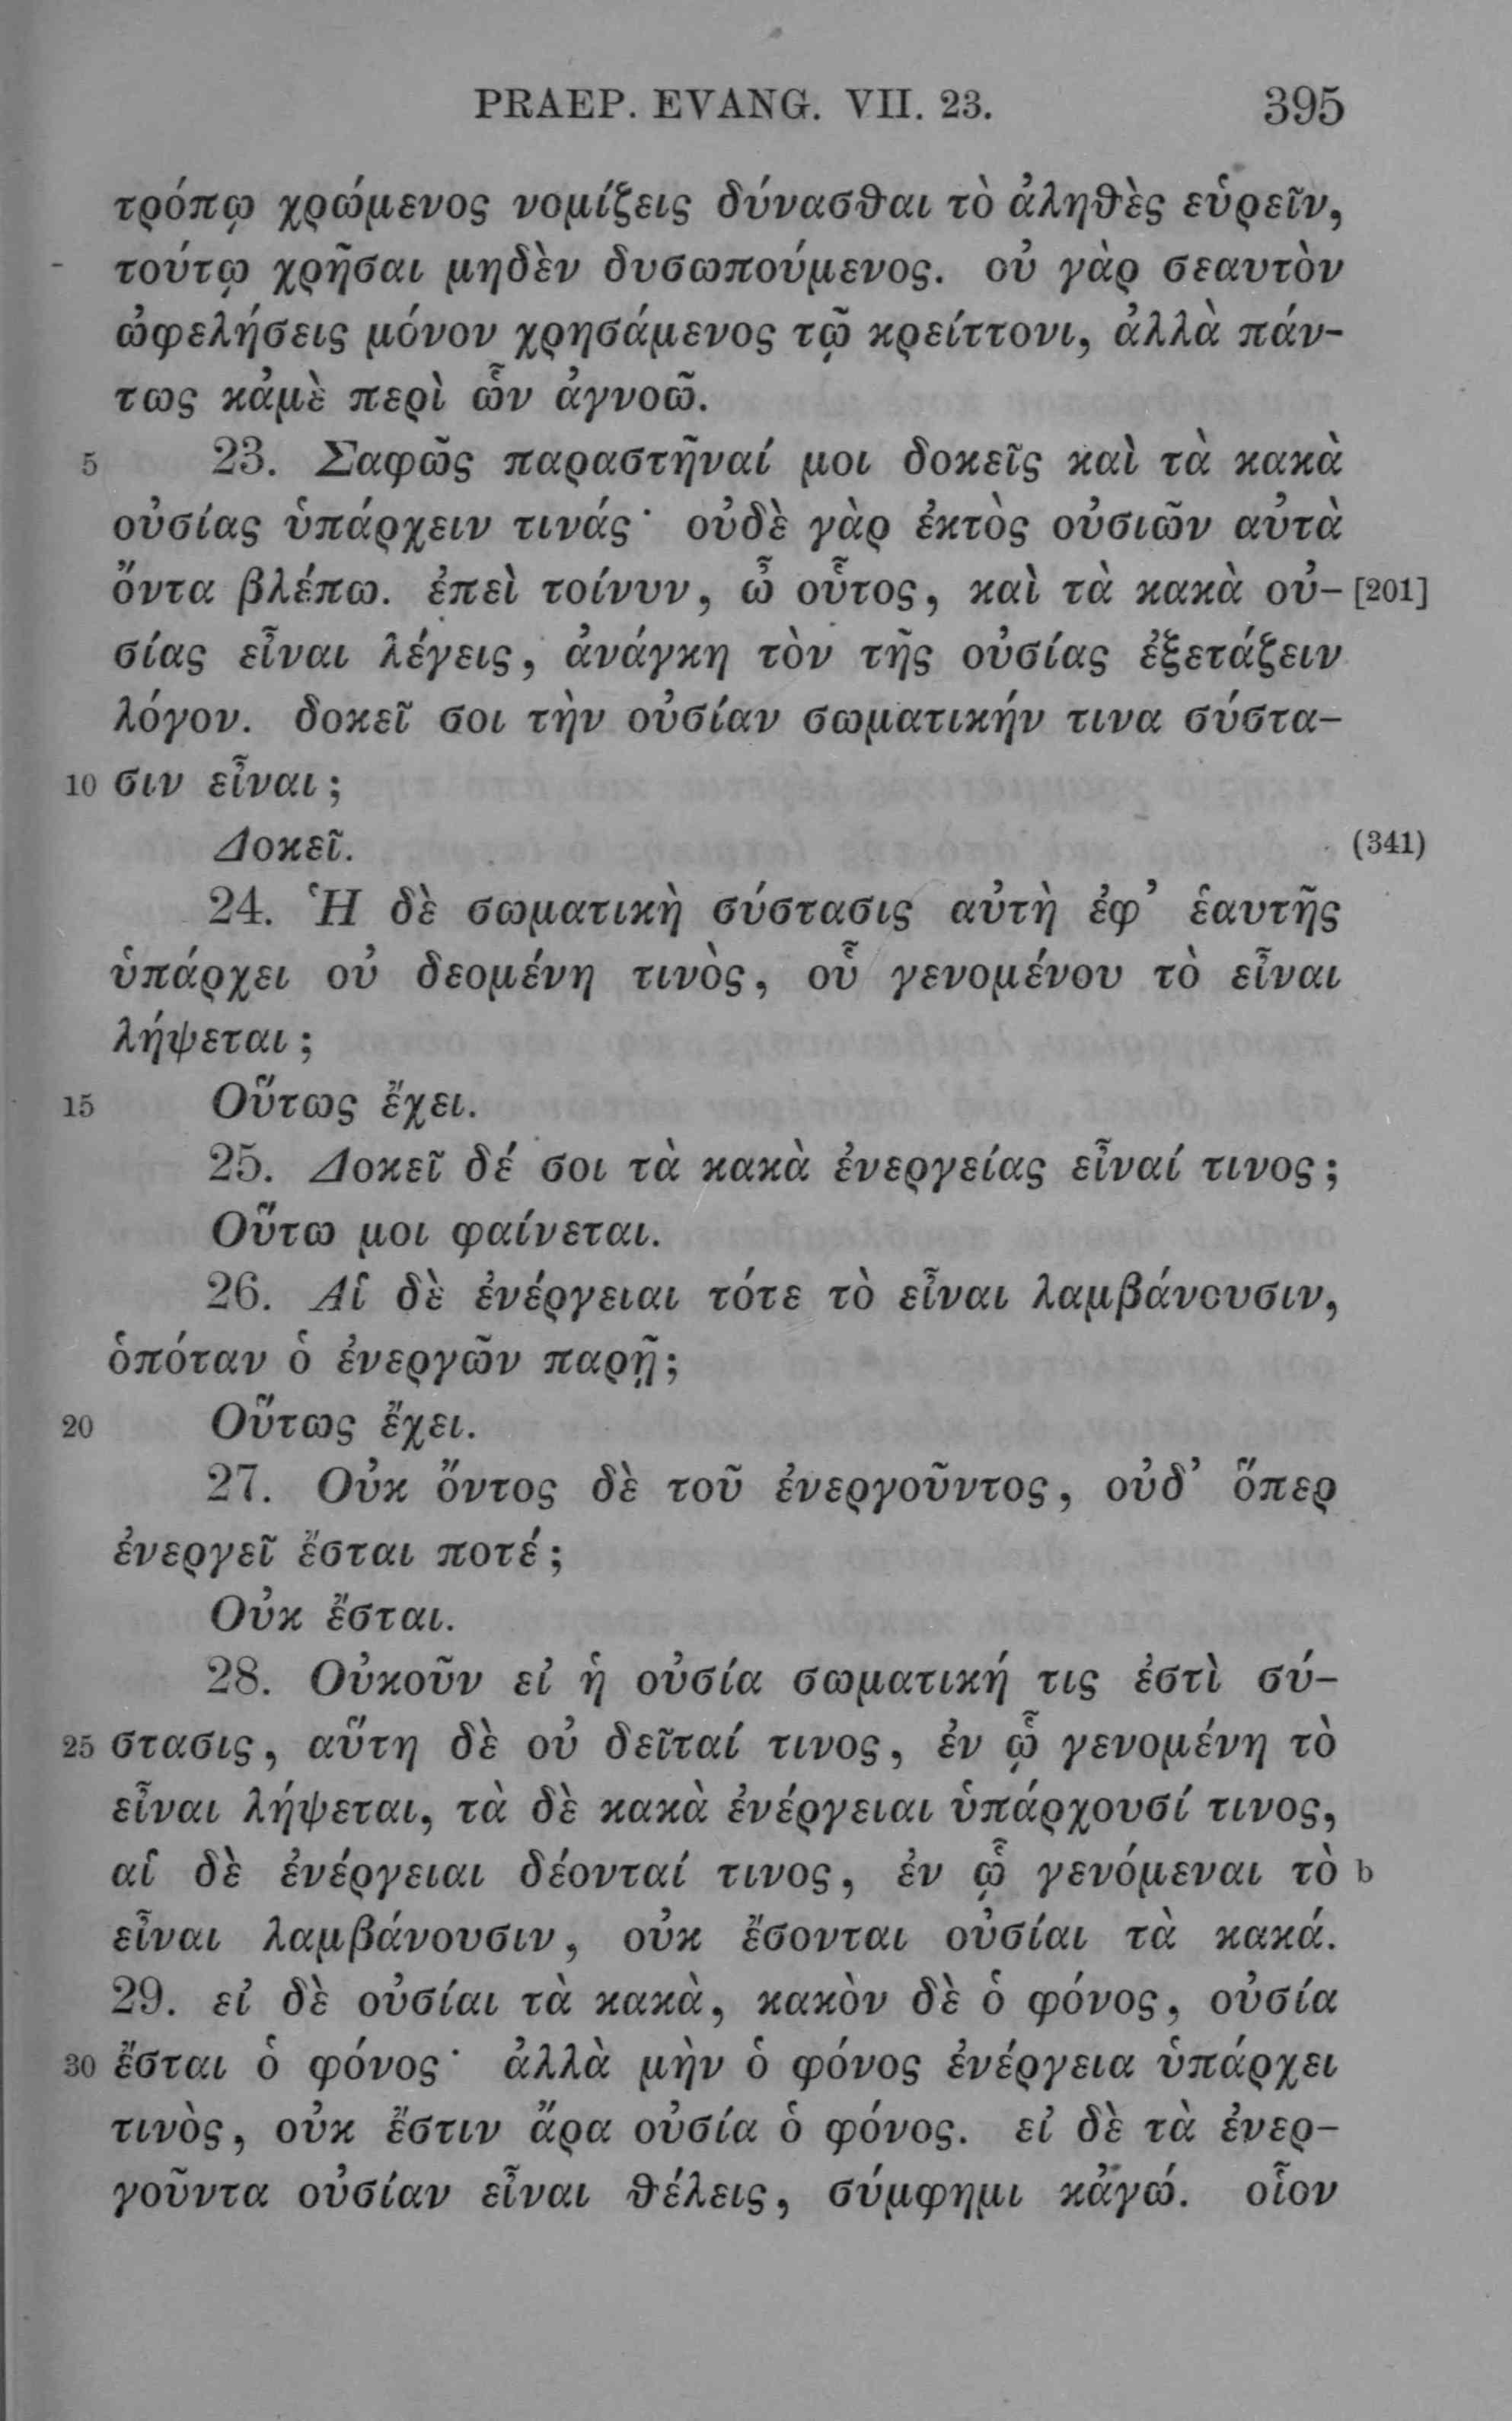 PRAEP. EVANG. VII. 23. 395
τρόπῳ χρώμενος νομίζεις δύνασθαι τὸ ἀληθὲς εὑρεῖν,
τούτῳ χρῆσαι μηδὲν δυσωπούμενος. οὐ γὰρ σεαυτὸν
ὠφελήσεις μόνον χρησάμενος τῷ κρείττονι, ἀλλὰ πάν-
τως κἀμὲ περὶ ὧν ἀγνοῶ.
5 23. Σαφῶς παραστῆναί μοι δοκεῖς καὶ τὰ κακὰ
οὐσίας ὑπάρχειν τινάς· οὐδὲ γὰρ ἐκτὸς οὐσιῶν αὐτὰ
ὄντα βλέπω. ἐπεὶ τοίνυν, ὦ οὗτος, καὶ τὰ κακὰ οὐ- [201]
σίας εἶναι λέγεις, ἀνάγκη τὸν τῆς οὐσίας ἐξετάζειν
λόγον. δοκεῖ σοι τὴν οὐσίαν σωματικήν τινα σύστα-
10 σιν εἶναι;
Δοκεῖ. (341)
24. Ἡ δὲ σωματικὴ σύστασις αὐτὴ ἐφ᾽ ἑαυτῆς
ὑπάρχει οὐ δεομένη τινὸς, οὗ γενομένου τὸ εἶναι
λήψεται;
15 Οὕτως ἔχει.
25. Δοκεῖ δέ σοι τὰ κακὰ ἐνεργείας εἶναί τινος;
Οὕτω μοι φαίνεται.
26. Αἱ δὲ ἐνέργειαι τότε τὸ εἶναι λαμβάνουσιν,
ὁπόταν ὁ ἐνεργῶν παρῇ;
20 Οὕτως ἔχει.
27. Οὐκ ὄντος δὲ τοῦ ἐνεργοῦντος, οὐδ᾽ ὅπερ
ἐνεργεῖ ἔσται ποτέ;
Οὐκ ἔσται.
28. Οὐκοῦν εἰ ἡ οὐσία σωματική τις ἐστὶ σύ-
25 στασις, αὕτη δὲ οὐ δεῖταί τινος, ἐν ᾧ γενομένη τὸ
εἶναι λήψεται, τὰ δὲ κακὰ ἐνέργειαι ὑπάρχουσί τινος,
αἱ δὲ ἐνέργειαι δέονταί τινος, ἐν ᾧ γενόμεναι τὸ b
εἶναι λαμβάνουσιν, οὐκ ἔσονται οὐσίαι τὰ κακά.
29. εἰ δὲ οὐσίαι τὰ κακὰ, κακὸν δὲ ὁ φόνος, οὐσία
30 ἔσται ὁ φόνος· ἀλλὰ μὴν ὁ φόνος ἐνέργεια ὑπάρχει
τινὸς, οὐκ ἔστιν ἄρα οὐσία ὁ φόνος. εἰ δὲ τὰ ἐνερ-
γοῦντα οὐσίαν εἶναι θέλεις, σύμφημι κἀγώ. οἷον